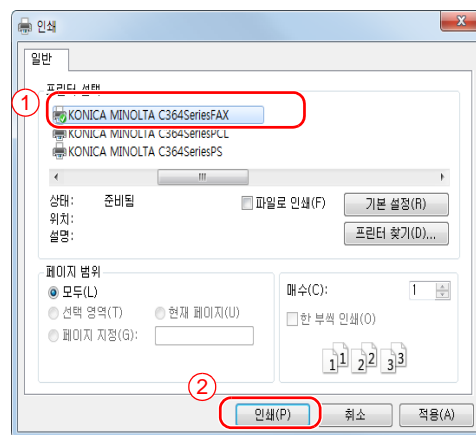 인쇄
X
일반
프린터 선택
1
KONICA MINOLTA C364SeriesFAX
KONICA MINOLTA C364SeriesPCL
KONICA MINOLTA C364SeriesPS
상태: 준비됨
파일로 인쇄(F)
기본 설정(R)
위치:
설명:
프린터 찾기(D)...
페이지 범위
모두(L)
매수(C): 1
선택 영역(T) 현재 페이지(U)
한 부씩 인쇄(O)
페이지 지정(G):
1 1 2 2 3 3
2
인쇄(P) 취소 적용(A)